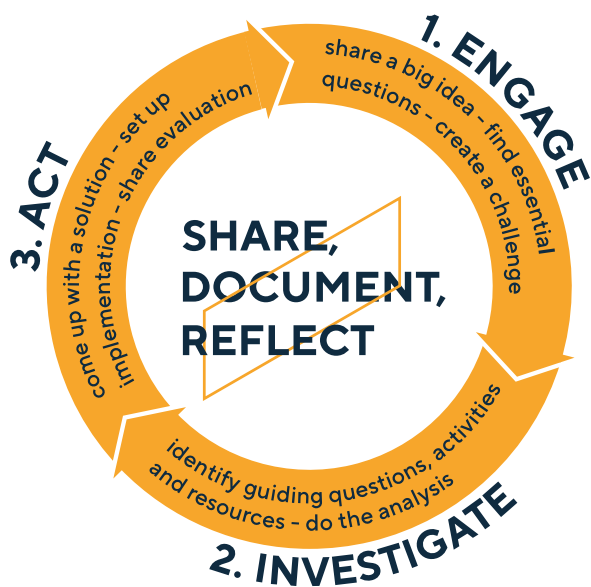 1. ENGAGE
share a big idea - find essential
questions - create a challenge
2. INVESTIGATE
identify guiding questions, activities
and resources - do the analysis
3. ACT
come up with a solution - set up
implementation - share evaluation
SHARE,
DOCUMENT,
REFLECT